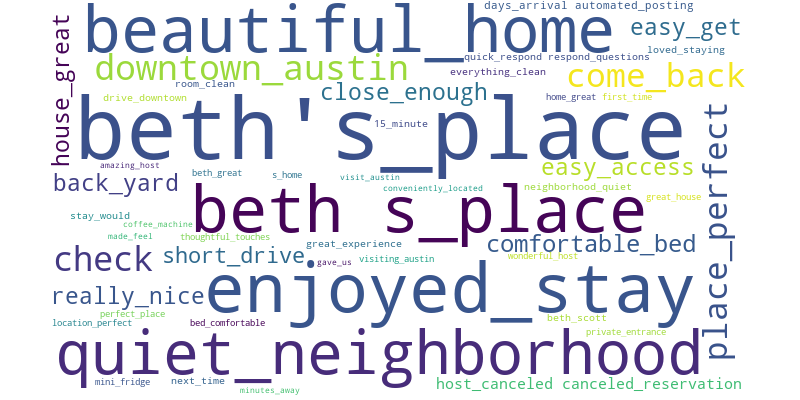 days_arrival automated_posting
beautiful_home
easy_get
house_great
loved_staying
quick_respond respond_questions
downtown_austin
everything_clean
come_back
room_clean
close_enough
drive_downtown
home_great
first_time
beth's_place
15_minute
place_perfect
amazing_host
easy_access
beth_great
s_home
visit_austin
back_yard
conveniently_located
neighborhood_quiet
beth s_place
great_house
stay_would
coffee_machine
made_feel
thoughtful_touches
great_experience
comfortable_bed
check
short_drive.
gave_us
visiting_austin
wonderful_host
enjoyed_stay
really_nice
perfect_place
location_perfect
bed_comfortable
beth_scott
private_entrance
quiet_neighborhood
mini_fridge
next_time
minutes_away
host_canceled canceled_reservation